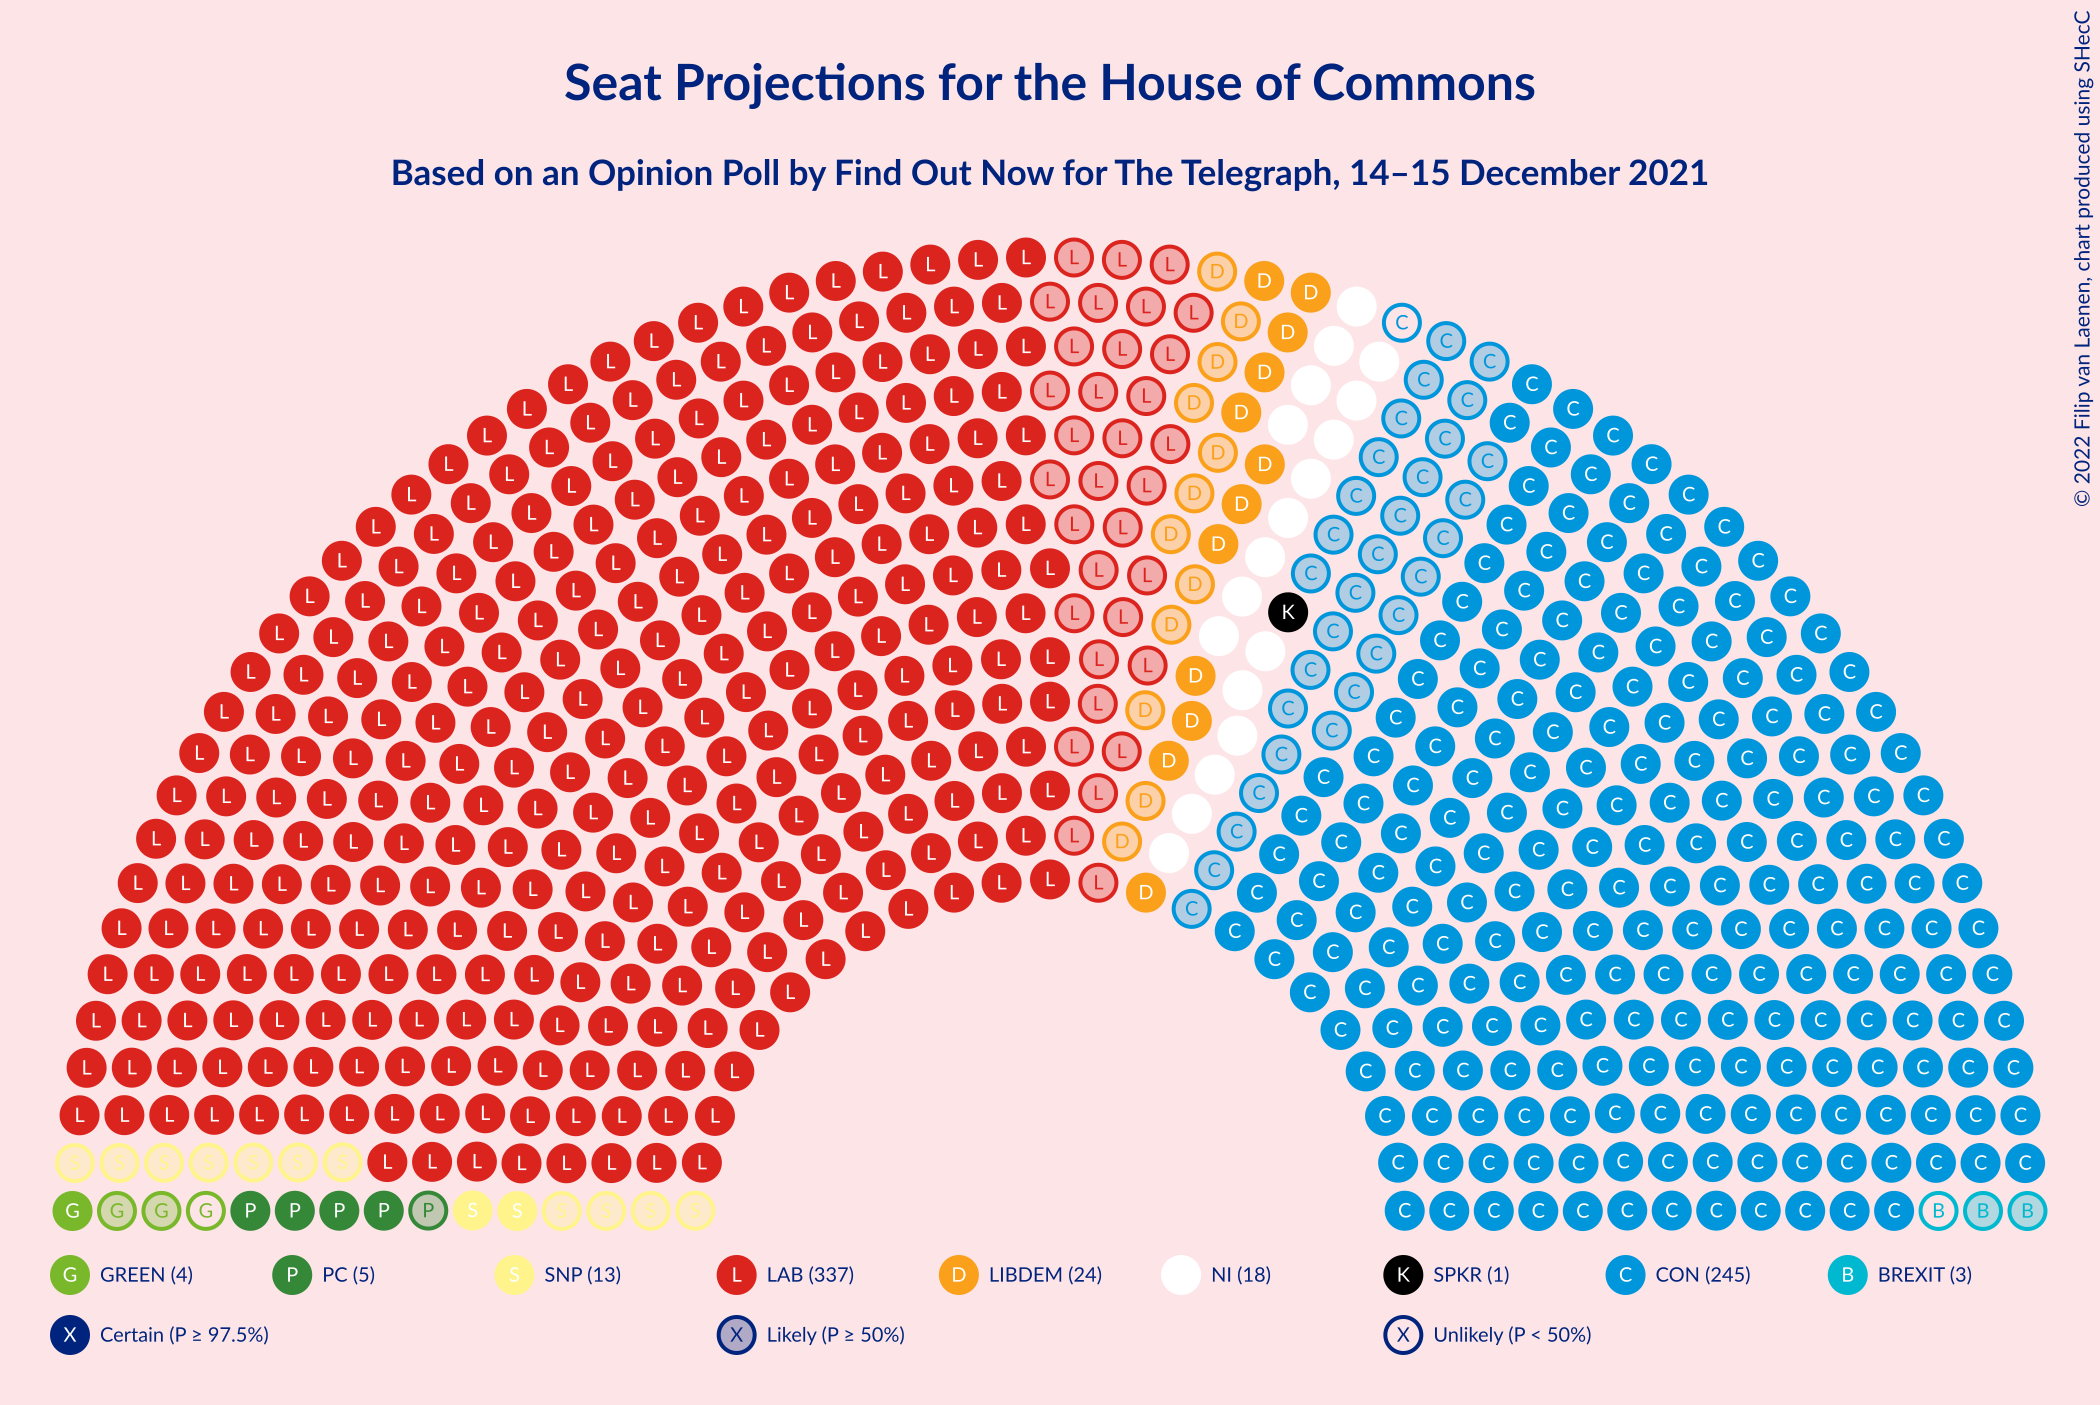 Seat Projections for the House of Commons
Based on an Opinion Poll by Find Out Now for The Telegraph, 14–15 December 2021
© 2022 Filip van Laenen, chart produced using SHecC
G GREEN (4) P PC (5) S SNP (13) L LAB (337) D LIBDEM (24) NI (18) K SPKR (1) C CON (245) B BREXIT (3)
X Certain (P ≥ 97.5%) X Likely (P ≥ 50%) X Unlikely (P < 50%)